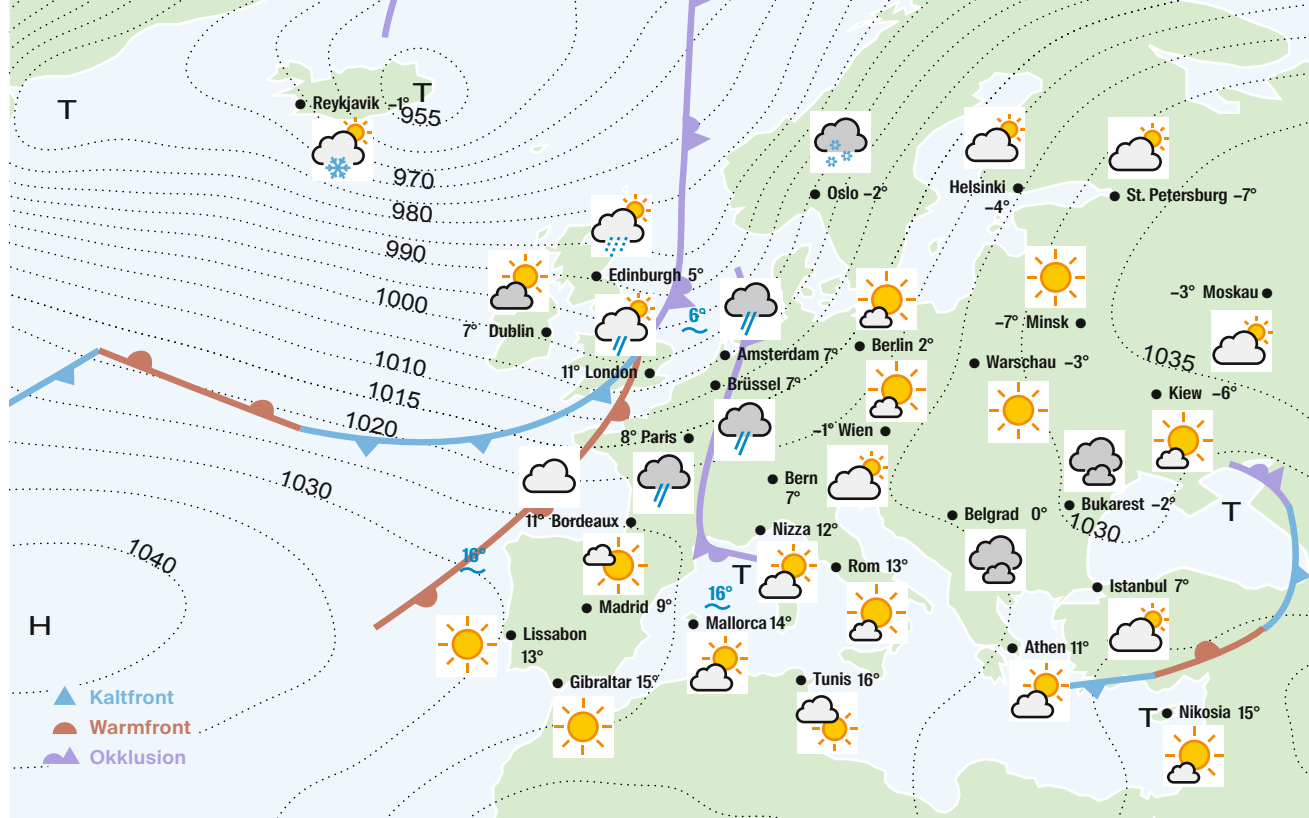 T
T
Reykjavik –1°
955
970
980
990
1000
1010
1015
1020
1030
1040
H
Oslo –2°
Helsinki
–4°
St. Petersburg –7°
Edinburgh 5°
7° Dublin
6°
11° London
Amsterdam 7°
Brüssel 7°
Berlin 2°
–7° Minsk
–3° Moskau
1035
Warschau –3°
Kiew –6°
8° Paris
–1° Wien
Bern
7°
11° Bordeaux
16°
Nizza 12°
Belgrad 0°
Bukarest –2°
1030
T
T
Rom 13°
16°
Istanbul 7°
Madrid 9°
Mallorca 14°
Lissabon
13°
Athen 11°
Gibraltar 15°
Tunis 16°
T
Nikosia 15°
Kaltfront
Warmfront
Okklusion